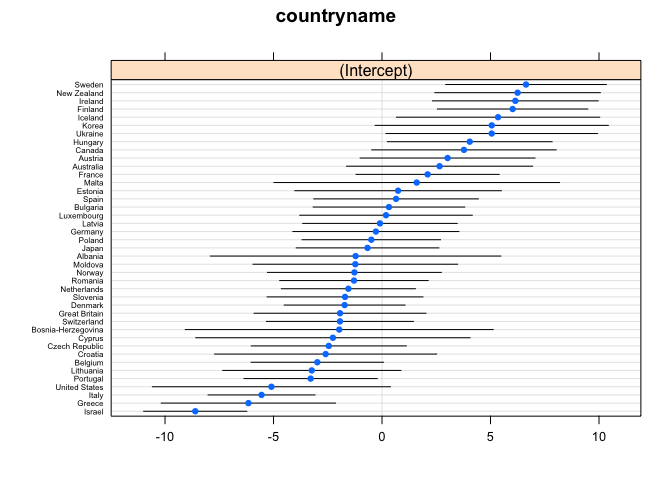 countryname
(Intercept)
Sweden
New Zealand
Ireland
Finland
Iceland
Korea
Ukraine
Hungary
Canada
Austria
Australia
France
Malta
Estonia
Spain
Bulgaria
Luxembourg
Latvia
Germany
Poland
Japan
Albania
Moldova
Norway
Romania
Netherlands
Slovenia
Denmark
Great Britain
Switzerland
Bosnia-Herzegovina
Cyprus
Czech Republic
Croatia
Belgium
Lithuania
Portugal
United States
Italy
Greece
Israel
-10 -5 0 5 10